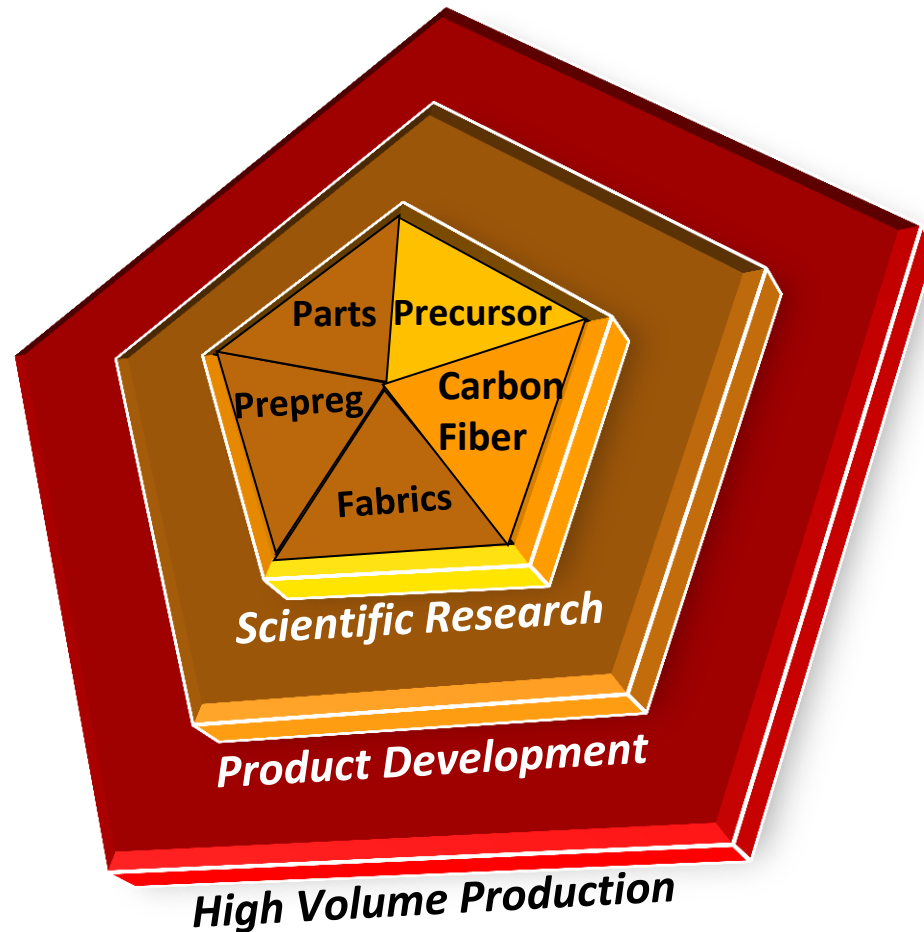 Parts
Precursor
Prepreg
Carbon
Fiber
Fabrics
Scientific Research
Product Development
High Volume Production